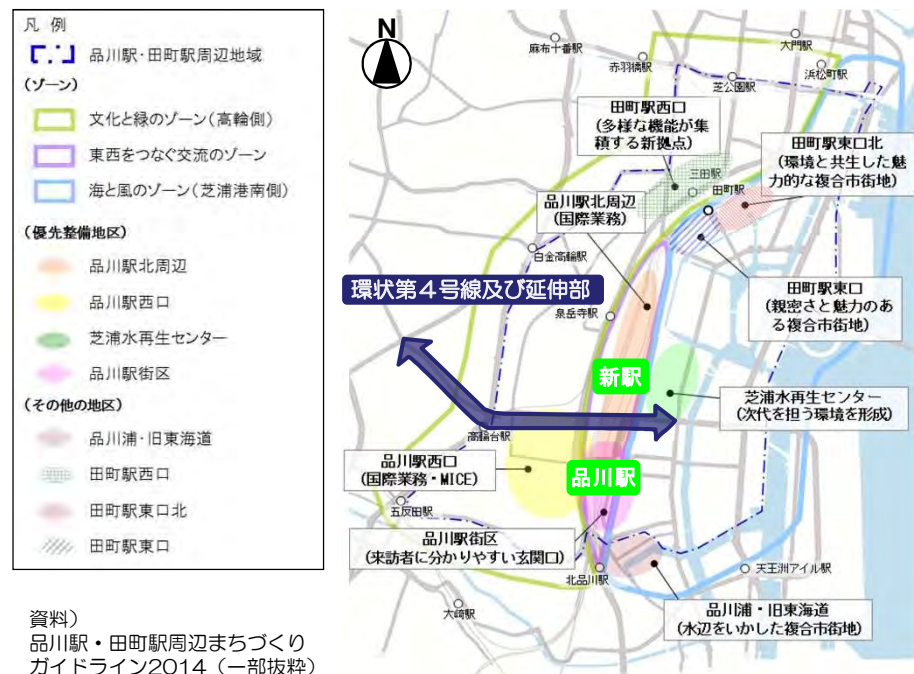 凡 例
品川駅・田町駅周辺地域
(ゾーン)
文化と緑のゾーン(高輪側)
東西をつなぐ交流のゾーン
海と風のゾーン(芝浦港南側)
(優先整備地区)
品川駅北周辺
品川駅西口
芝浦水再生センター
品川駅街区
(その他の地区)
品川浦・旧東海道
田町駅西口
田町駅東口北
田町駅東口
資料)
品川駅・田町駅周辺まちづくり
ガイドライン2014(一部抜粋)
N
麻布十番駅
赤羽橋駅
大門駅
浜松町駅
芝公園駅
田町駅西口
(多様な機能が集
積する新拠点)
三田駅
田町駅
田町駅東口北
(環境と共生した魅
力的な複合市街地)
品川駅北周辺
(国際業務)
白金高輪駅
環状第4号線及び延伸部
泉岳寺駅
田町駅東口
(親密さと魅力のあ
る複合市街地)
新駅
芝浦水再生センター
(次代を担う環境を形成)
高輪台駅
品川駅西口
(国際業務・MICE)
品川駅
五反田駅
品川駅街区
(来訪者に分かりやすい玄関口)
北品川駅
天王洲アイル駅
大崎駅
品川浦・旧東海道
(水辺をいかした複合市街地)